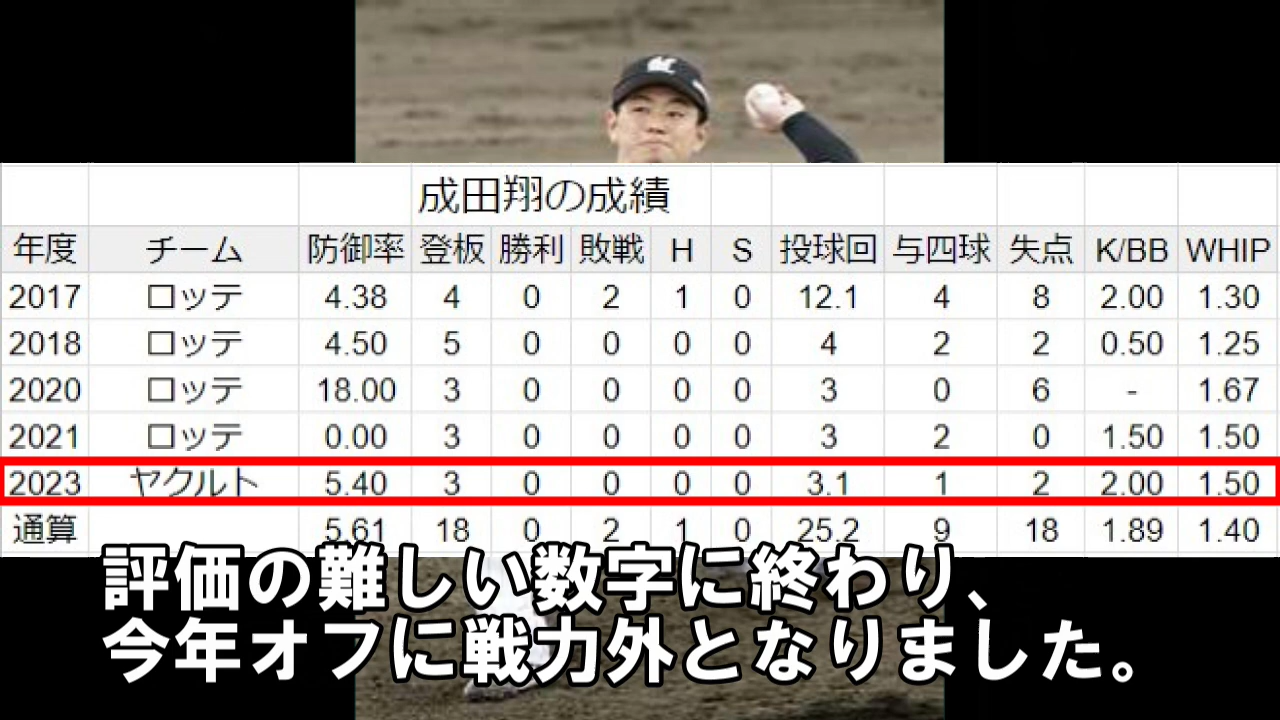 成田翔の成績
年度 チーム 防御率 登板 勝利 敗戦 H S 投球回 与四球 失点 K/BB WHIP
2017 ロッテ 4.38 4 0 2 1 0 12.1 4 8 2.00 1.30
2018 ロッテ 4.50 5 0 0 0 0 4 2 2 0.50 1.25
2020 ロッテ 18.00 3 0 0 0 0 3 0 6 - 1.67
2021 ロッテ 0.00 3 0 0 0 0 3 2 0 1.50 1.50
2023 ヤクルト 5.40 3 0 0 0 0 3.1 1 2 2.00 1.50
通算 5.61 18 0 2 1 0 25.2 9 18 1.89 1.40
評価の難しい数字に終わり、
今年オフに戦力外となりました。